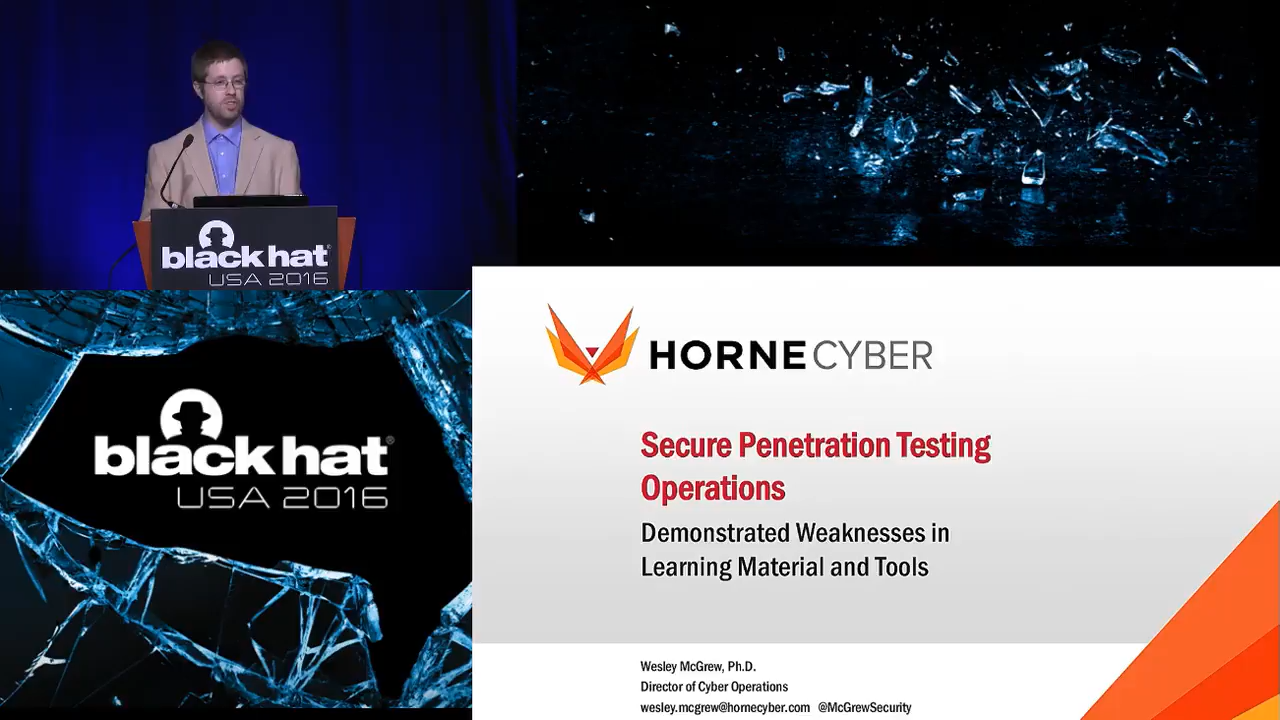 black hat®
USA 2016
black hat®
USA 2016
HORNE CYBER
Secure Penetration Testing
Operations
Demonstrated Weaknesses in
Learning Material and Tools
Wesley McGrew, Ph.D.
Director of Cyber Operations
wesley.mcgrew@hornecyber.com @McGrewSecurity